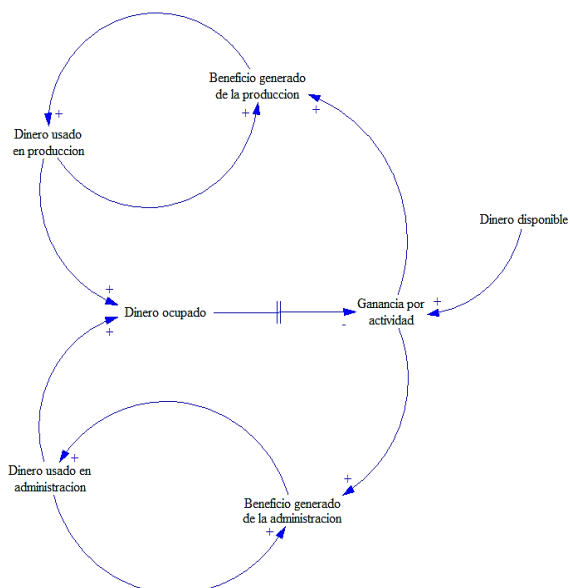 Beneficio generado
de la produccion
+
+
+
Dinero usado
en produccion
Dinero disponible
+
+
Dinero ocupado
Ganancia por
actividad
+
-
+
Dinero usado en
administracion
+
Beneficio generado
de la administracion
+
+